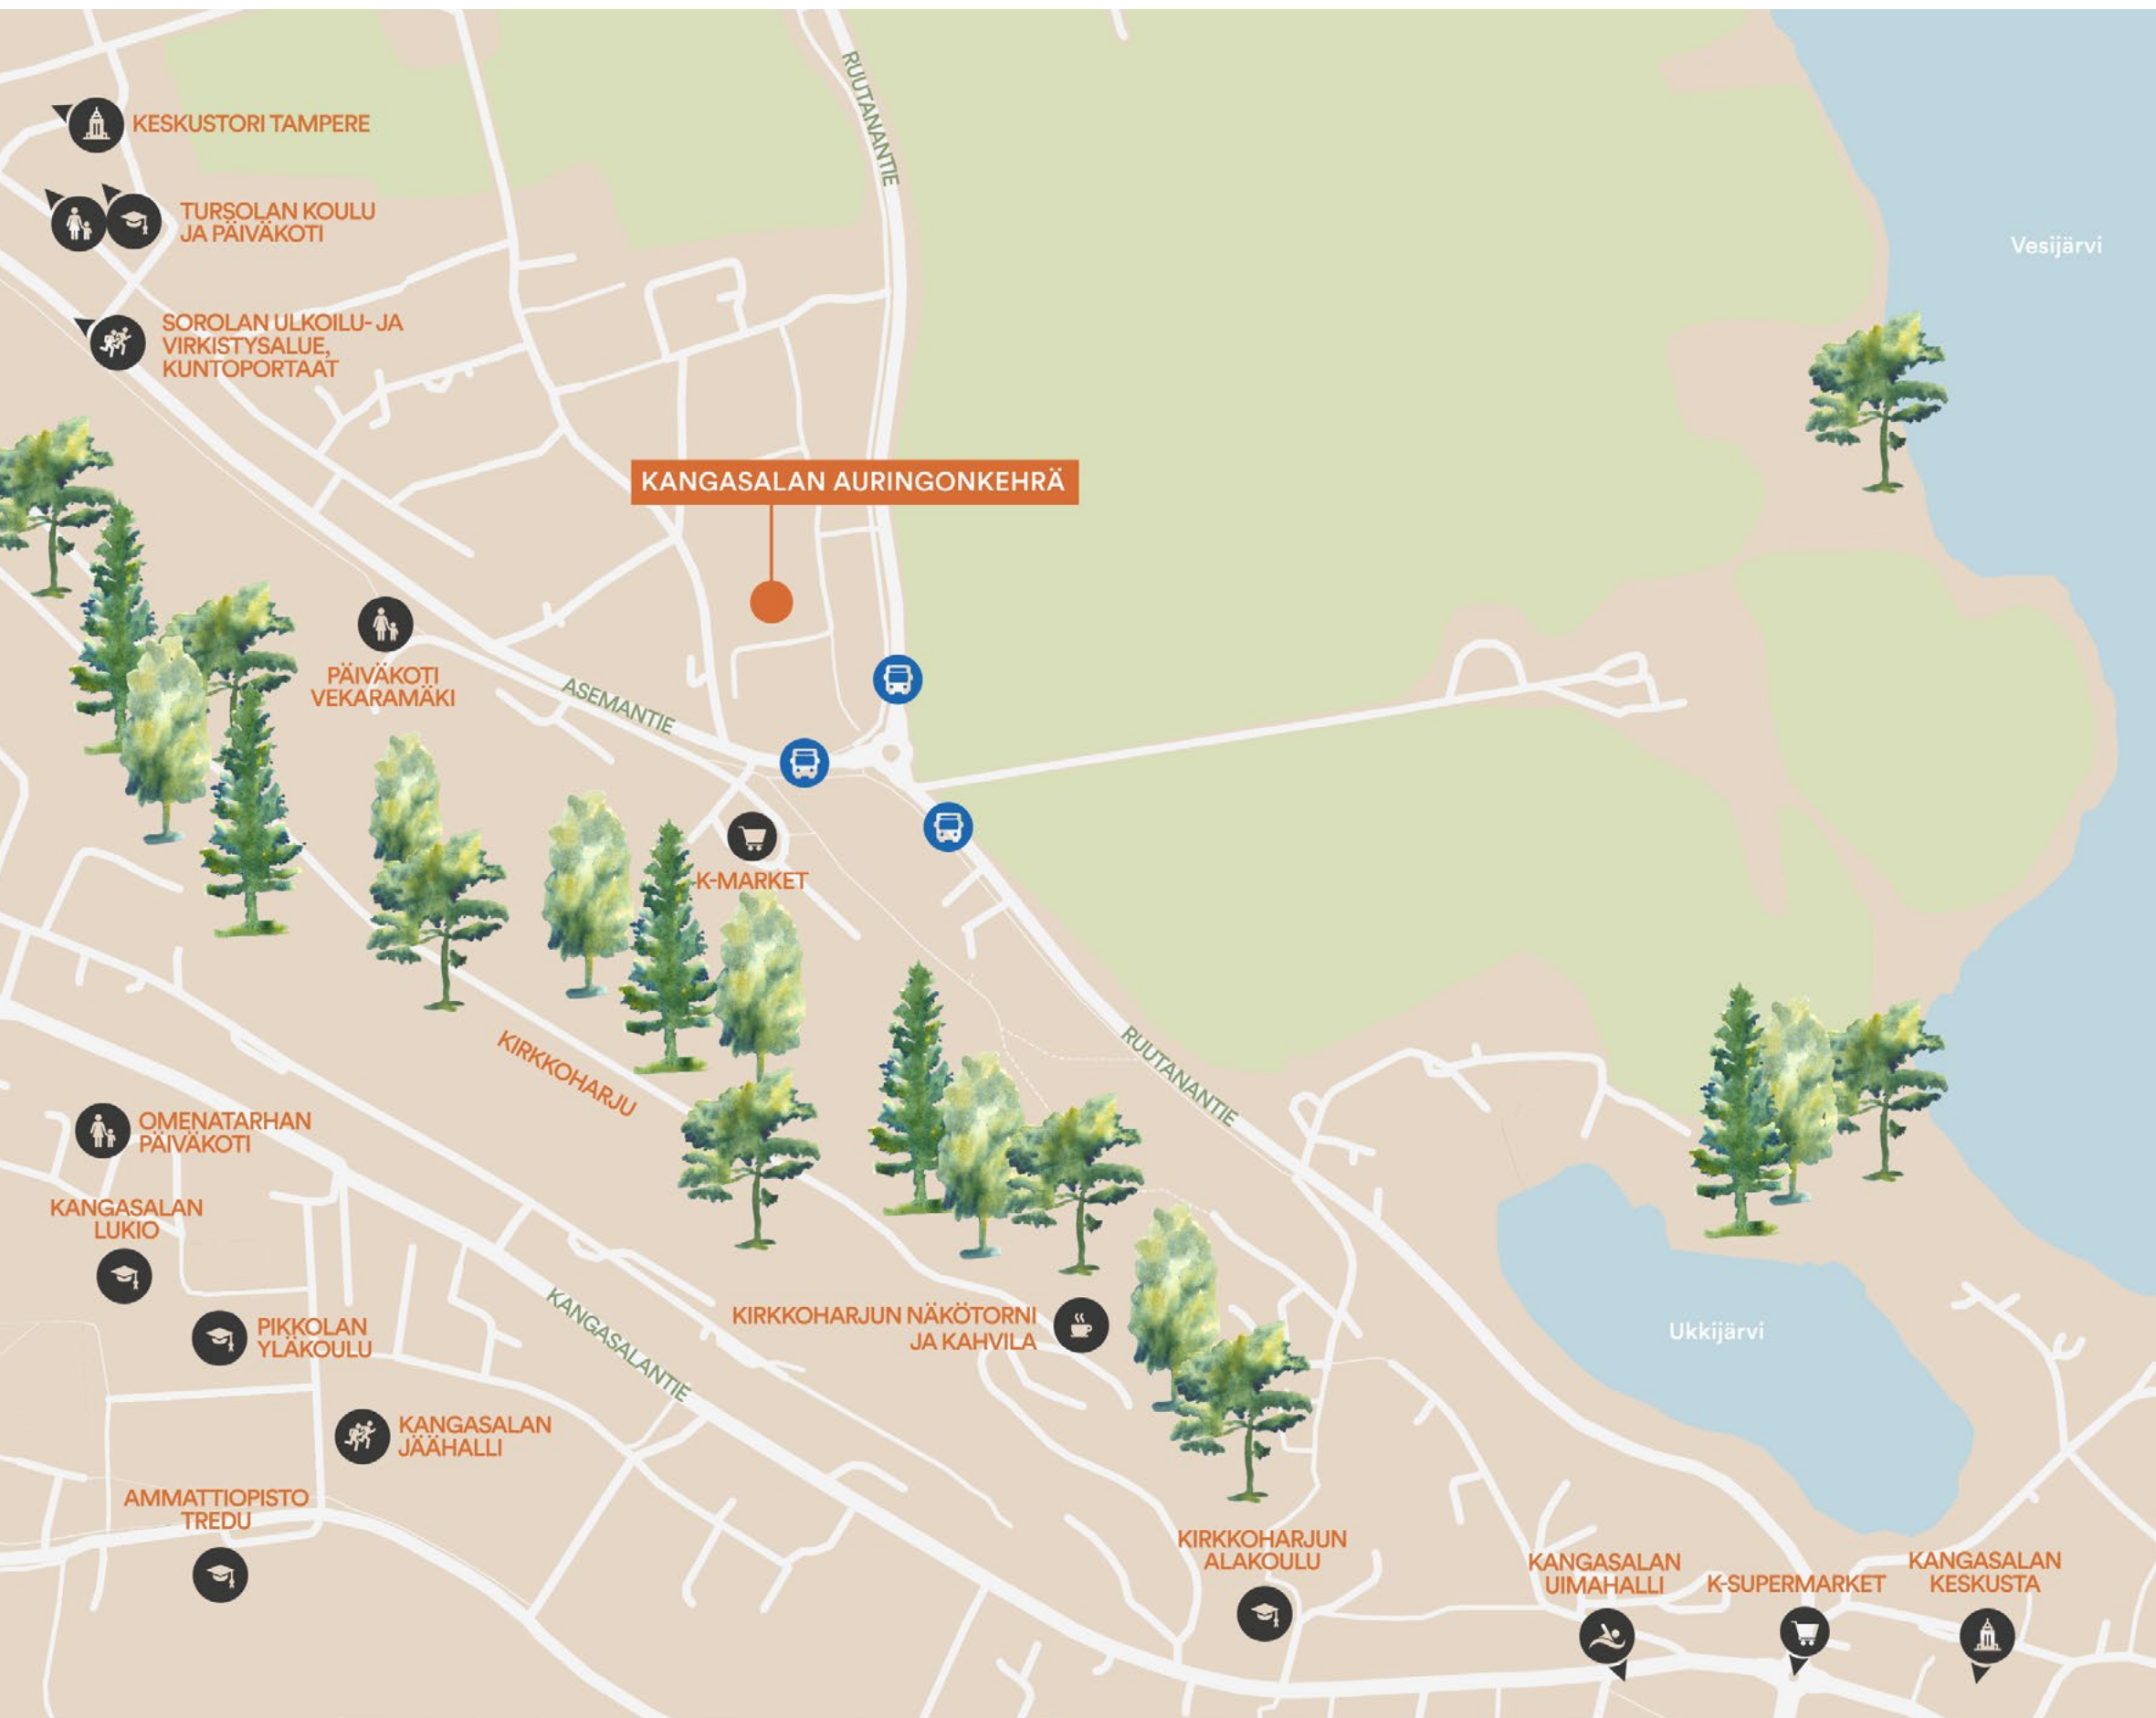 RUUTANANTIE
KESKUSTORI TAMPERE
TURSOLAN KOULU
JA PÄIVÄKOTI
Vesijärvi
SOROLAN ULKOILU- JA
VIRKISTYSALUE,
KUNTOPORTAAT
KANGASALAN AURINGONKEHRÄ
PÄIVÄKOTI
VEKARAMÄKI
ASEMANTIE
K-MARKET
KIRKKOHARJU
RUUTANANTIE
OMENATARHAN
PÄIVÄKOTI
KANGASALAN
LUKIO
PIKKOLAN
YLÄKOULU
KANGASALANTIE
KIRKKOHARJUN NÄKÖTORNI
JA KAHVILA
Ukkijärvi
KANGASALAN
JÄÄHALLI
AMMATTIOPISTO
TREDU
KIRKKOHARJUN
ALAKOULU
KANGASALAN
UIMAHALLI
K-SUPERMARKET
KANGASALAN
KESKUSTA